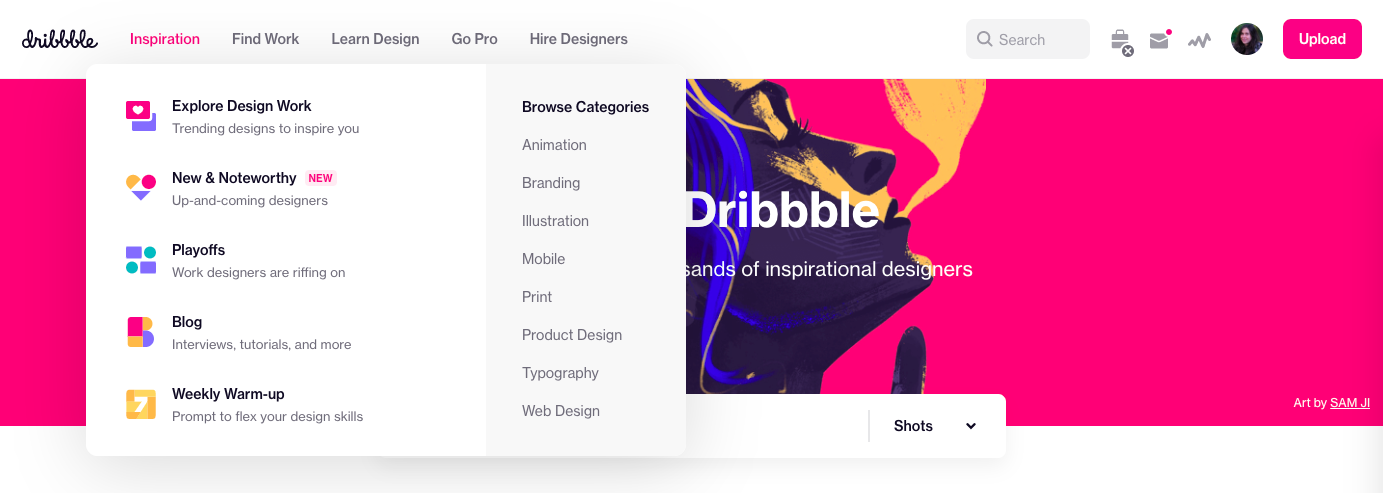 dribbble
Inspiration
Find Work
Learn Design
Go Pro
Hire Designers
Search
Upload
Explore Design Work
Trending designs to inspire you
New & Noteworthy NEW
Up-and-coming designers
Playoffs
Work designers are riffing on
Blog
Interviews, tutorials, and more
7
Weekly Warm-up
Prompt to flex your design skills
Browse Categories
Animation
Branding
Illustration
Mobile
Print
Product Design
Typography
Web Design
Dribbble
sands of inspirational designers
Art by SAM JI
Shots